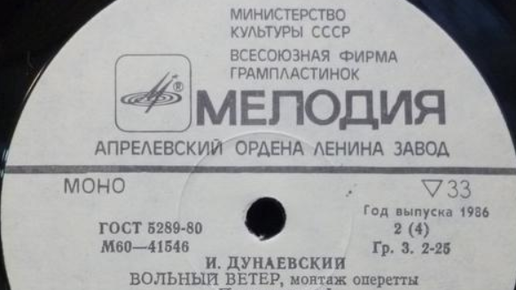 МИНИСТЕРСТВО
КУЛЬТУРЫ СССР
ВСЕСОЮЗНАЯ ФИРМА
ГРАМПЛАСТИНОК
® МЕЛОДИЯ
АПРЕЛЕВСКИЙ ОРДЕНА ЛЕНИНА ЗАВОД
МОНО ▽33
ГОСТ 5289-80 Год выпуска 1986
М60—41546 2 (4)
Гр. 3. 2-25
И. ДУНАЕВСКИЙ
ВОЛЬНЫЙ ВЕТЕР, монтаж оперетты